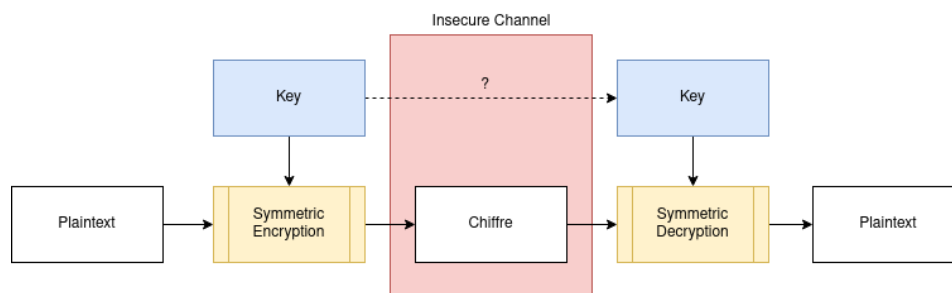 Insecure Channel
Key
?
Key
Plaintext
Symmetric
Encryption
Chiffre
Symmetric
Decryption
Plaintext